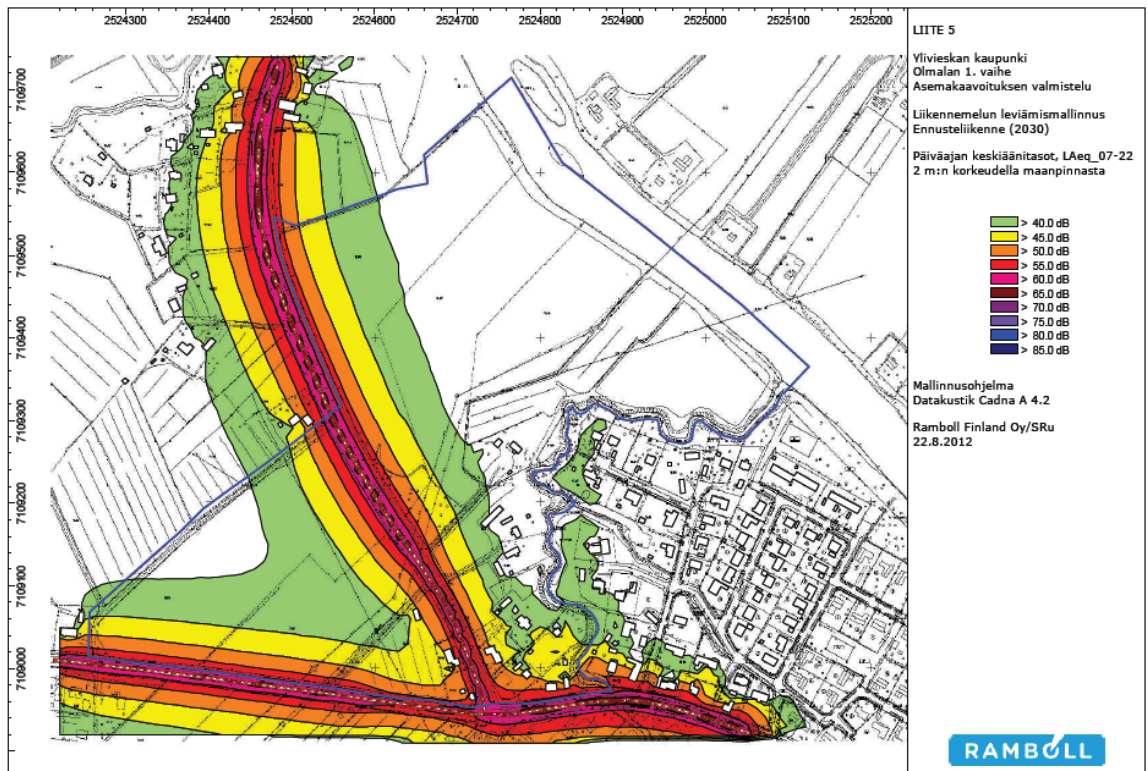 2524300 2524400 2524500 2524600 2524700 2524800 2524900 2525000 2525100 2525200
7109700
7109600
7109500
7109400
7109300
7109200
7109100
7109000
LIITE 5
Ylivieskan kaupunki
Olmalan 1. vaihe
Asemakaavoituksen valmistelu
Liikennemelun leviämismallinnus
Ennusteliikenne (2030)
Päiväajan keskiäänitasot, LAeq_07-22
2 m:n korkeudella maanpinnasta
> 40.0 dB
> 45.0 dB
> 50.0 dB
> 55.0 dB
> 60.0 dB
> 65.0 dB
> 70.0 dB
> 75.0 dB
> 80.0 dB
> 85.0 dB
Mallinnusohjelma
Datakustik Cadna A 4.2
Ramboll Finland Oy/SRu
22.8.2012
RAMBOLL